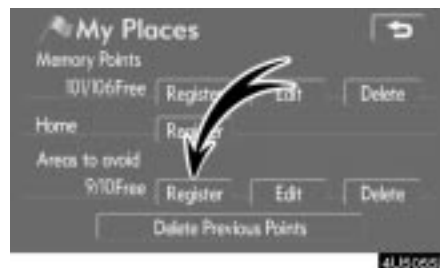 My Places
Memory Points
101/106Free Register Edit Delete
Home Register
Areas to avoid
9/10Free Register Edit Delete
Delete Previous Points